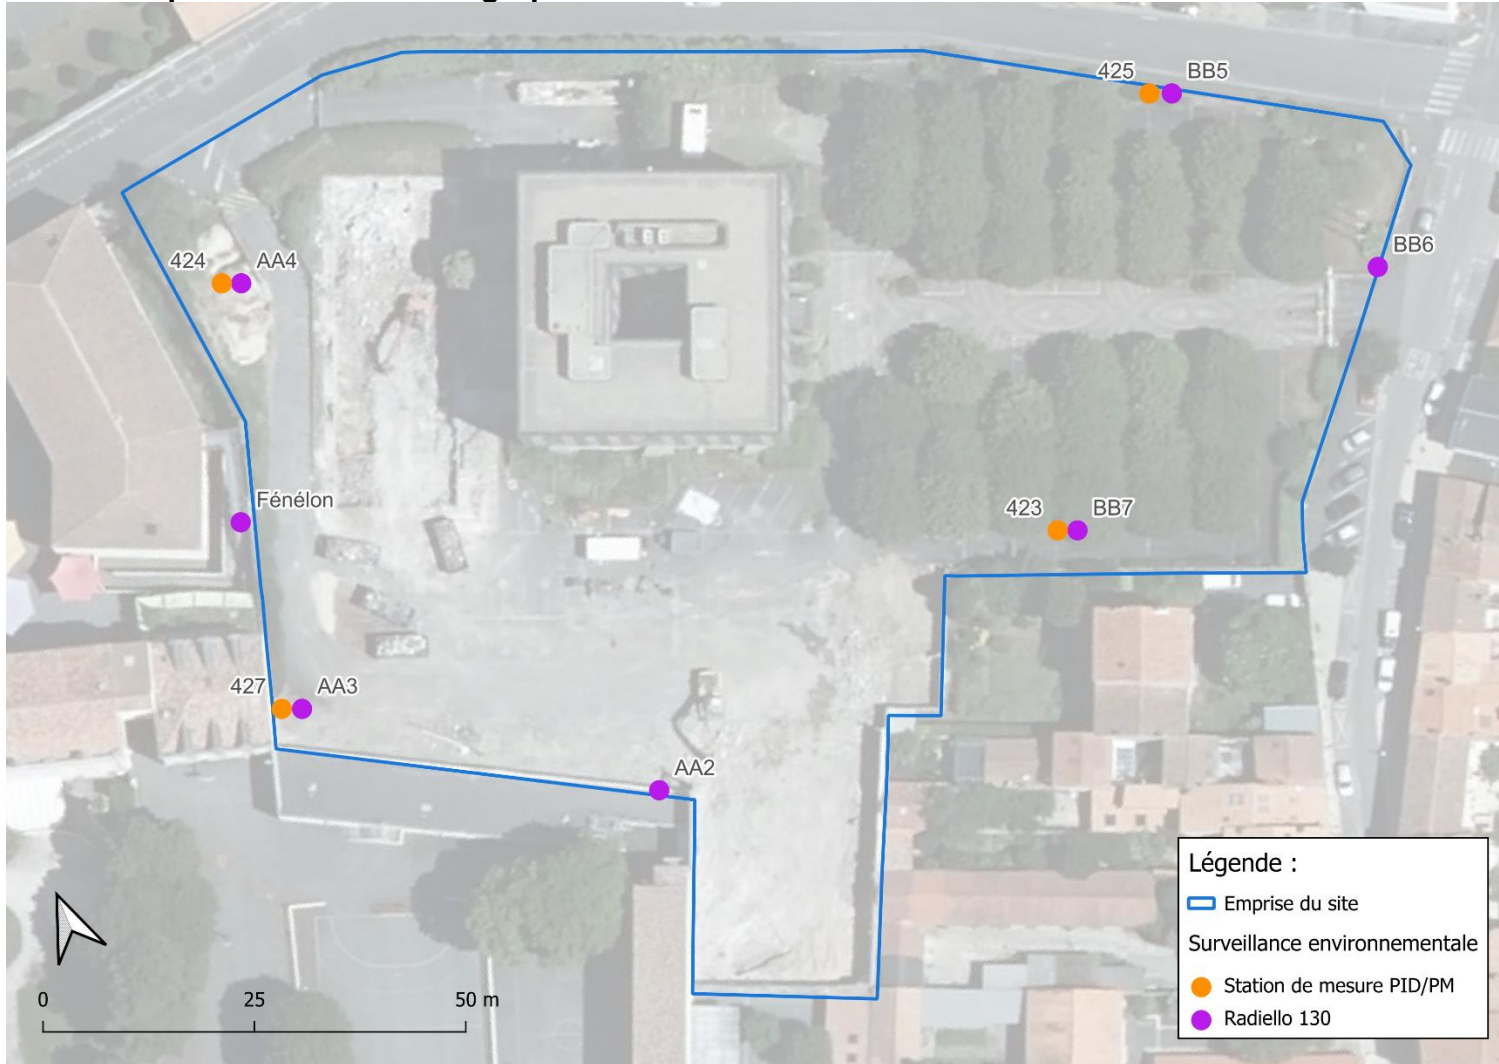 425 BB5
BB6
424 AA4
Fénélon
423 BB7
427 AA3
AA2
Légende :
Emprise du site
Surveillance environnementale
Station de mesure PID/PM
Radiello 130
0 25 50 m